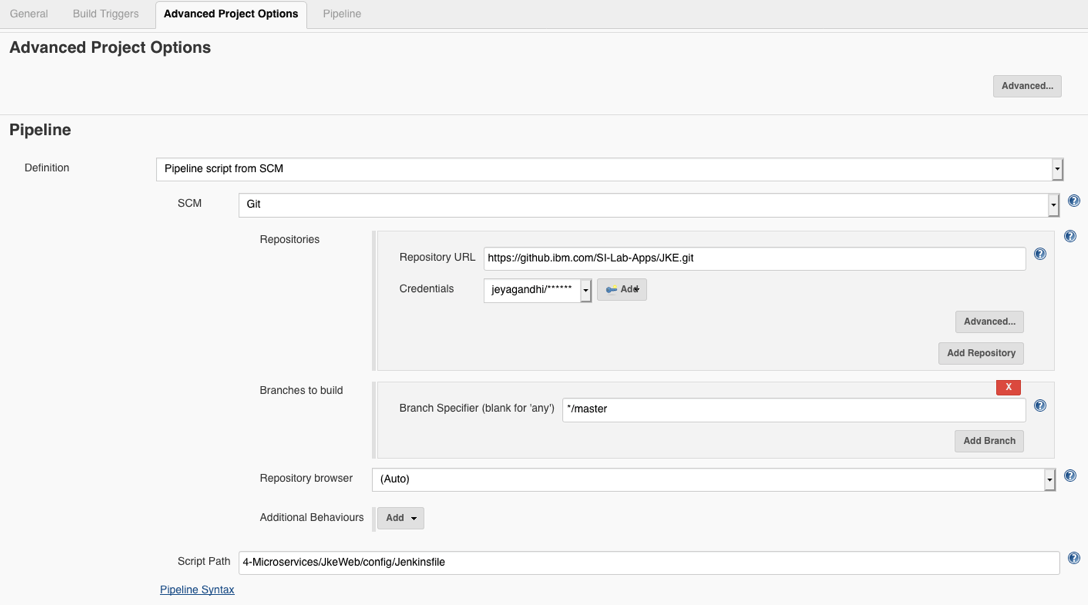 General Build Triggers Advanced Project Options Pipeline
Advanced Project Options
Advanced...
Pipeline
Definition Pipeline script from SCM
SCM Git
Repositories
Repository URL https://github.ibm.com/SI-Lab-Apps/JKE.git
Credentials jeyagandhi/****** Add
Advanced...
Add Repository
Branches to build
X
Branch Specifier (blank for 'any') */master
Add Branch
Repository browser (Auto)
Additional Behaviours Add
Script Path 4-Microservices/JkeWeb/config/Jenkinsfile
Pipeline Syntax